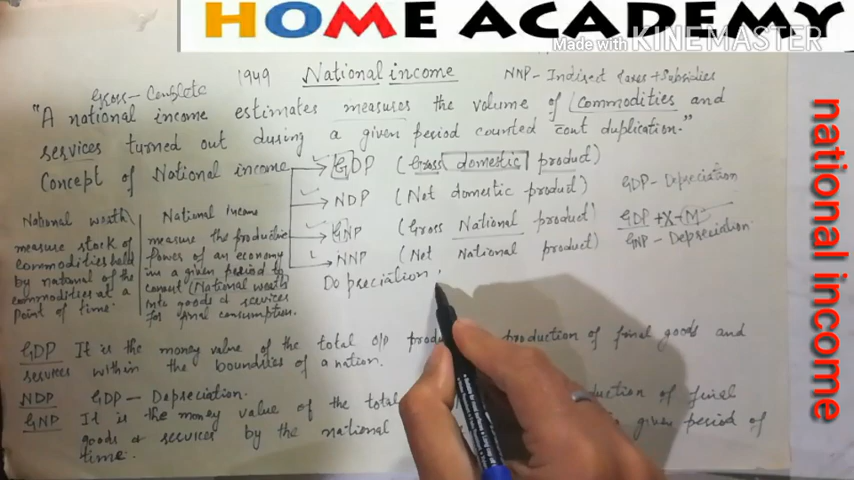 HOME ACADEMY
Made with KINEMASTER
Gross - Complete 1949 National income NNP - Indirect Taxes + Subsidies
"A national income estimates measures the volume of commodities and
services turned out during a given period counted out duplication."
Concept of National income
GDP (Gross domestic product)
NDP (Not domestic product) GDP - Depreciation
GNP (Gross National product) GDP + X - M
NNP (Not National product) GNP - Depreciation
Depreciation
National wealth
measure stock of
commodities held
by national of the
commodities at a
point of time.
National income
measure the productive
Power of an economy
in a given period to
convert (National wealth
into goods & services
for final consumption.
GDP It is the money value of the total o/p production of final goods and
services within the boundries of a nation.
NDP GDP - Depreciation.
GNP It is the money value of the total of final
goods & services by the national given period of
time.
national income